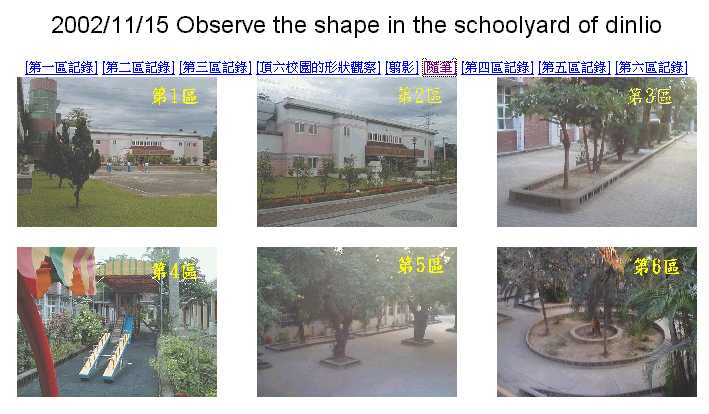 2002/11/15 Observe the shape in the schoolyard of dinlio
[第一區記錄] [第二區記錄] [第三區記錄] [頂六校園的形狀觀察] [剪影] [隨筆] [第四區記錄] [第五區記錄] [第六區記錄]
第1區 第2區 第3區
第4區 第5區 第6區